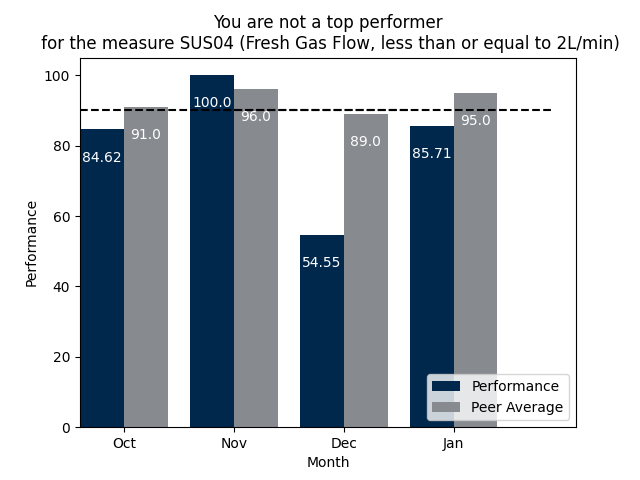 You are not a top performer
for the measure SUS04 (Fresh Gas Flow, less than or equal to 2L/min)
100
80
60
40
20
0
Performance
84.62
91.0
100.0
96.0
54.55
89.0
85.71
95.0
Performance
Peer Average
Oct
Nov
Dec
Jan
Month